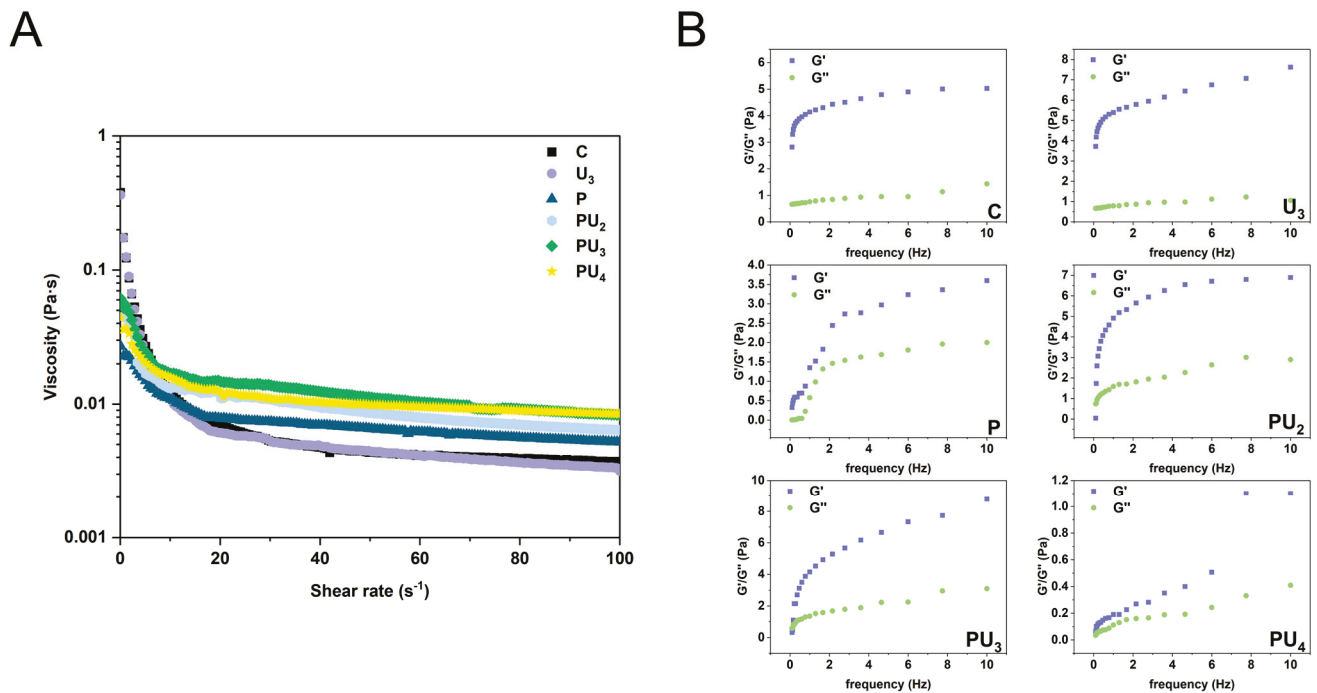 A
Viscosity (Pa·s)
1
0.1
0.01
0.001
0 20 40 60 80 100
Shear rate (s⁻¹)
C
U₃
P
PU₂
PU₃
PU₄
B
G'/G'' (Pa)
6
5
4
3
2
1
0
G'
G''
C
0 2 4 6 8 10
frequency (Hz)
G'/G'' (Pa)
8
7
6
5
4
3
2
1
0
G'
G''
U₃
0 2 4 6 8 10
frequency (Hz)
G'/G'' (Pa)
4.0
3.5
3.0
2.5
2.0
1.5
1.0
0.5
0.0
G'
G''
P
0 2 4 6 8 10
frequency (Hz)
G'/G'' (Pa)
7
6
5
4
3
2
1
0
G'
G''
PU₂
0 2 4 6 8 10
frequency (Hz)
G'/G'' (Pa)
10
8
6
4
2
0
G'
G''
PU₃
0 2 4 6 8 10
frequency (Hz)
G'/G'' (Pa)
1.2
1.0
0.8
0.6
0.4
0.2
0.0
G'
G''
PU₄
0 2 4 6 8 10
frequency (Hz)